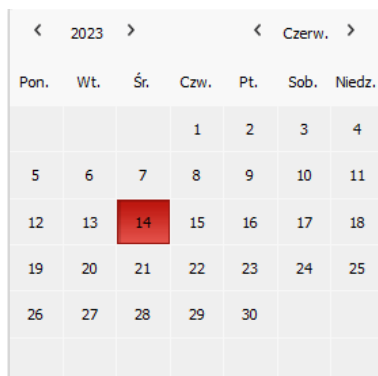 < 2023 > < Czerw. >
Pon. Wt. Śr. Czw. Pt. Sob. Niedz.
1 2 3 4
5 6 7 8 9 10 11
12 13 14 15 16 17 18
19 20 21 22 23 24 25
26 27 28 29 30